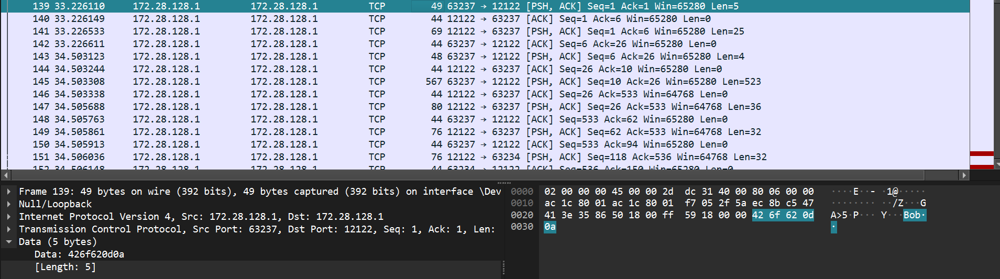 139 33.226110 172.28.128.1 172.28.128.1 TCP 49 63237 → 12122 [PSH, ACK] Seq=1 Ack=1 Win=65280 Len=5
140 33.226149 172.28.128.1 172.28.128.1 TCP 44 12122 → 63237 [ACK] Seq=1 Ack=6 Win=65280 Len=0
141 33.226533 172.28.128.1 172.28.128.1 TCP 69 12122 → 63237 [PSH, ACK] Seq=1 Ack=6 Win=65280 Len=25
142 33.226611 172.28.128.1 172.28.128.1 TCP 44 63237 → 12122 [ACK] Seq=6 Ack=26 Win=65280 Len=0
143 34.503123 172.28.128.1 172.28.128.1 TCP 48 63237 → 12122 [PSH, ACK] Seq=6 Ack=26 Win=65280 Len=4
144 34.503244 172.28.128.1 172.28.128.1 TCP 44 12122 → 63237 [ACK] Seq=26 Ack=10 Win=65280 Len=0
145 34.503308 172.28.128.1 172.28.128.1 TCP 567 63237 → 12122 [PSH, ACK] Seq=10 Ack=26 Win=65280 Len=523
146 34.503338 172.28.128.1 172.28.128.1 TCP 44 12122 → 63237 [ACK] Seq=26 Ack=533 Win=64768 Len=0
147 34.505688 172.28.128.1 172.28.128.1 TCP 80 12122 → 63237 [PSH, ACK] Seq=26 Ack=533 Win=64768 Len=36
148 34.505763 172.28.128.1 172.28.128.1 TCP 44 63237 → 12122 [ACK] Seq=533 Ack=62 Win=65280 Len=0
149 34.505861 172.28.128.1 172.28.128.1 TCP 76 12122 → 63237 [PSH, ACK] Seq=62 Ack=533 Win=64768 Len=32
150 34.505913 172.28.128.1 172.28.128.1 TCP 44 63237 → 12122 [ACK] Seq=533 Ack=94 Win=65280 Len=0
151 34.506036 172.28.128.1 172.28.128.1 TCP 76 12122 → 63234 [PSH, ACK] Seq=118 Ack=536 Win=64768 Len=32
152 34.506148 172.28.128.1 172.28.128.1 TCP 44 63234 → 12122 [ACK] Seq=536 Ack=150 Win=65280 Len=0
Frame 139: 49 bytes on wire (392 bits), 49 bytes captured (392 bits) on interface \Dev
Null/Loopback
Internet Protocol Version 4, Src: 172.28.128.1, Dst: 172.28.128.1
Transmission Control Protocol, Src Port: 63237, Dst Port: 12122, Seq: 1, Ack: 1, Len:
Data (5 bytes)
Data: 426f620d0a
[Length: 5]
0000 02 00 00 00 45 00 00 2d dc 31 40 00 80 06 00 00 ····E··- ·1@·····
0010 ac 1c 80 01 ac 1c 80 01 f7 05 2f 5a ec 8b c5 47 ········ ··/Z···G
0020 41 3e 35 86 50 18 00 ff 59 18 00 00 42 6f 62 0d A>5·P··· Y···Bob·
0030 0a ·